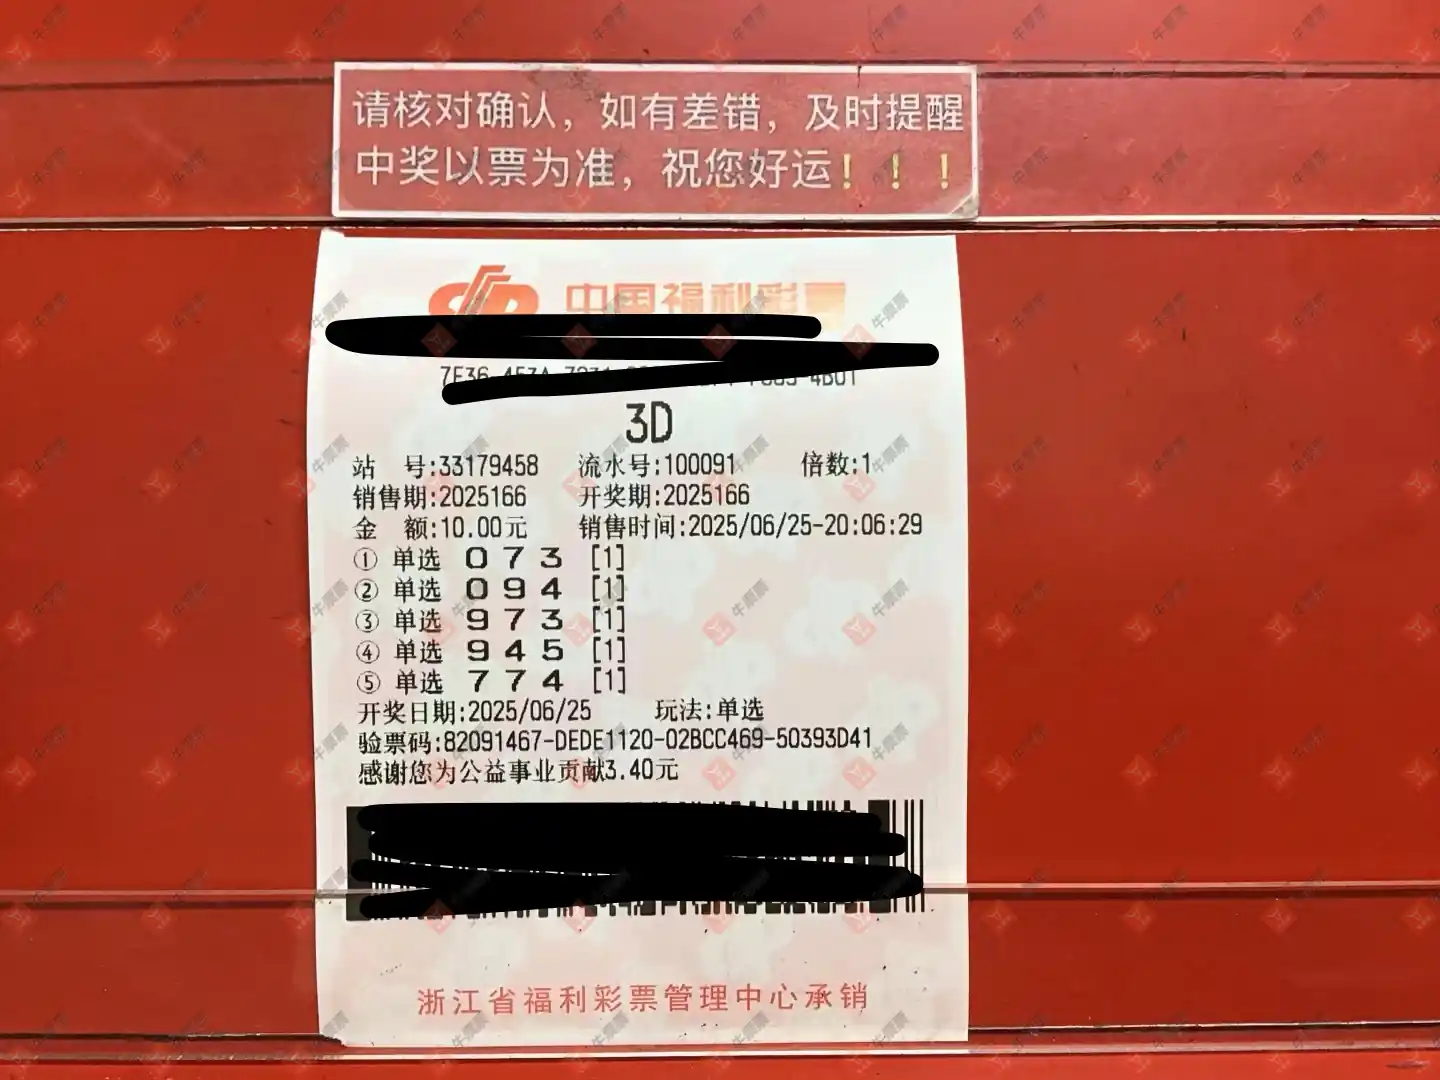 请核对确认，如有差错，及时提醒
中奖以票为准，祝您好运！！！
中国福利彩票
3D
站 号:33179458 流水号:100091 倍数:1
销售期:2025166 开奖期:2025166
金 额:10.00元 销售时间:2025/06/25-20:06:29
① 单选 0 7 3 [1]
② 单选 0 9 4 [1]
③ 单选 9 7 3 [1]
④ 单选 9 4 5 [1]
⑤ 单选 7 7 4 [1]
开奖日期:2025/06/25 玩法:单选
验票码:82091467-DEDE1120-02BCC469-50393D41
感谢您为公益事业贡献3.40元
浙江省福利彩票管理中心承销
牛票票